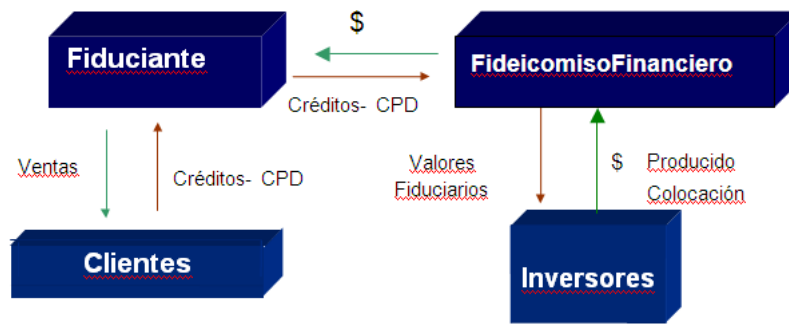 $
Fiduciante
FideicomisoFinanciero
Créditos- CPD
Ventas
Créditos- CPD
Valores
Fiduciarios
$ Producido
Colocación
Clientes
Inversores